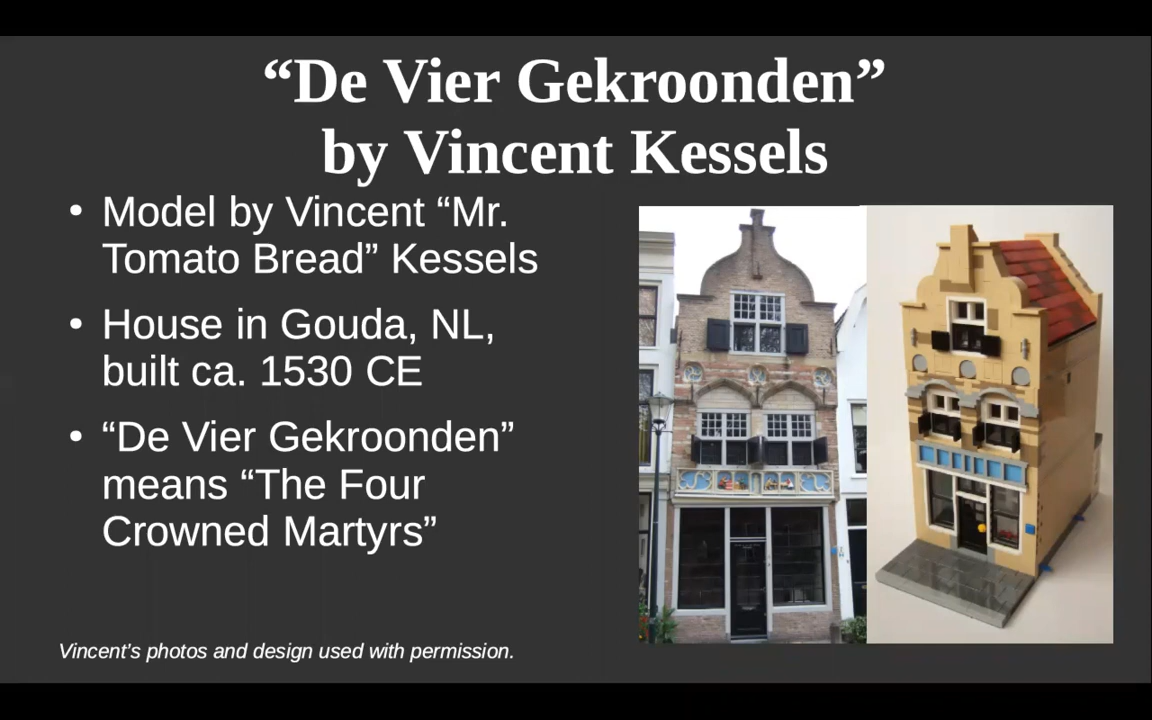 “De Vier Gekroonden”
by Vincent Kessels
• Model by Vincent “Mr.
Tomato Bread” Kessels
• House in Gouda, NL,
built ca. 1530 CE
• “De Vier Gekroonden”
means “The Four
Crowned Martyrs”
Vincent’s photos and design used with permission.